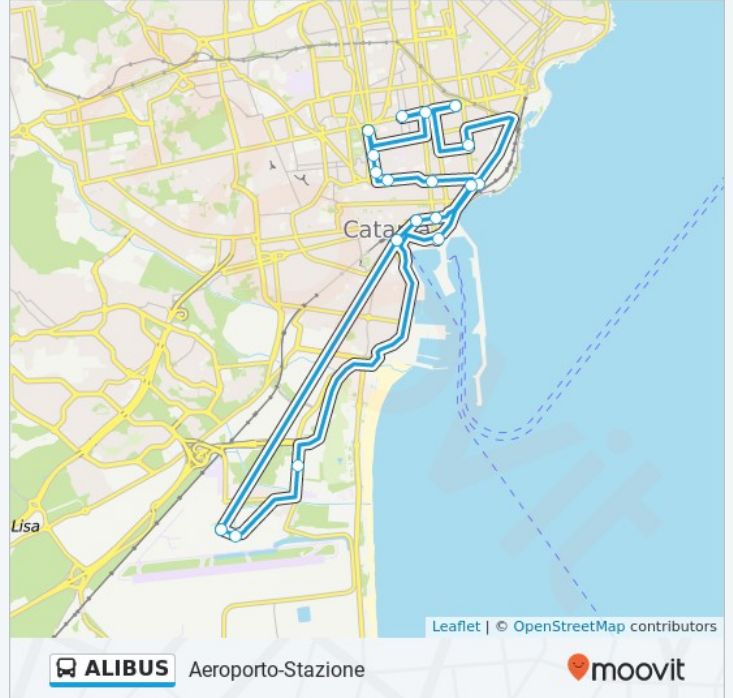 Catania
Lisa
Leaflet | © OpenStreetMap contributors
ALIBUS Aeroporto-Stazione
moovit